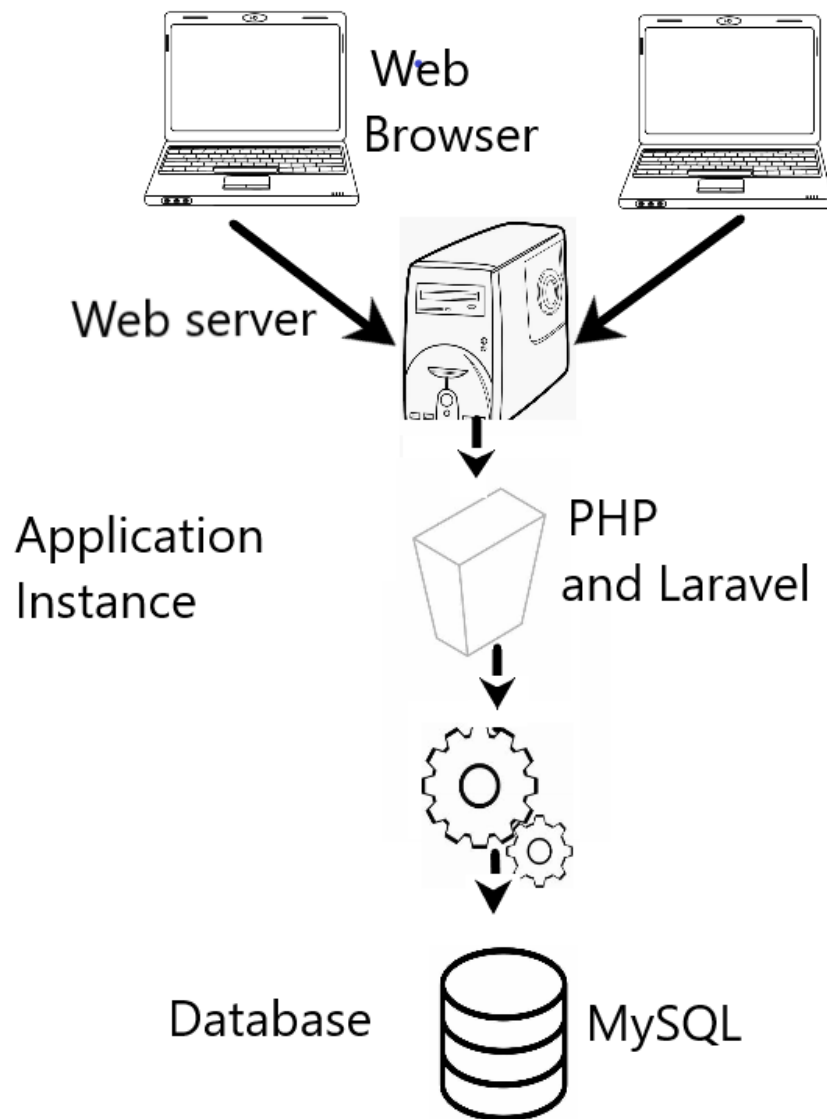 Web
Browser
Web server
Application
Instance
PHP
and Laravel
Database
MySQL